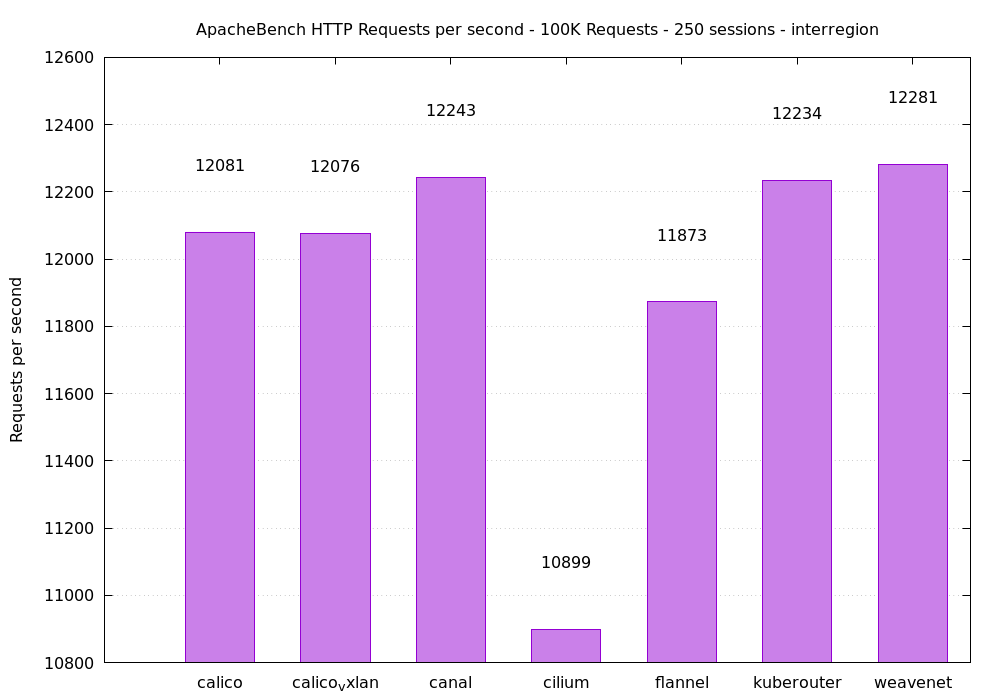 ApacheBench HTTP Requests per second - 100K Requests - 250 sessions - interregion
Requests per second
12600
12400
12200
12000
11800
11600
11400
11200
11000
10800
12081
12076
12243
10899
11873
12234
12281
calico
calicoᵥxlan
canal
cilium
flannel
kuberouter
weavenet